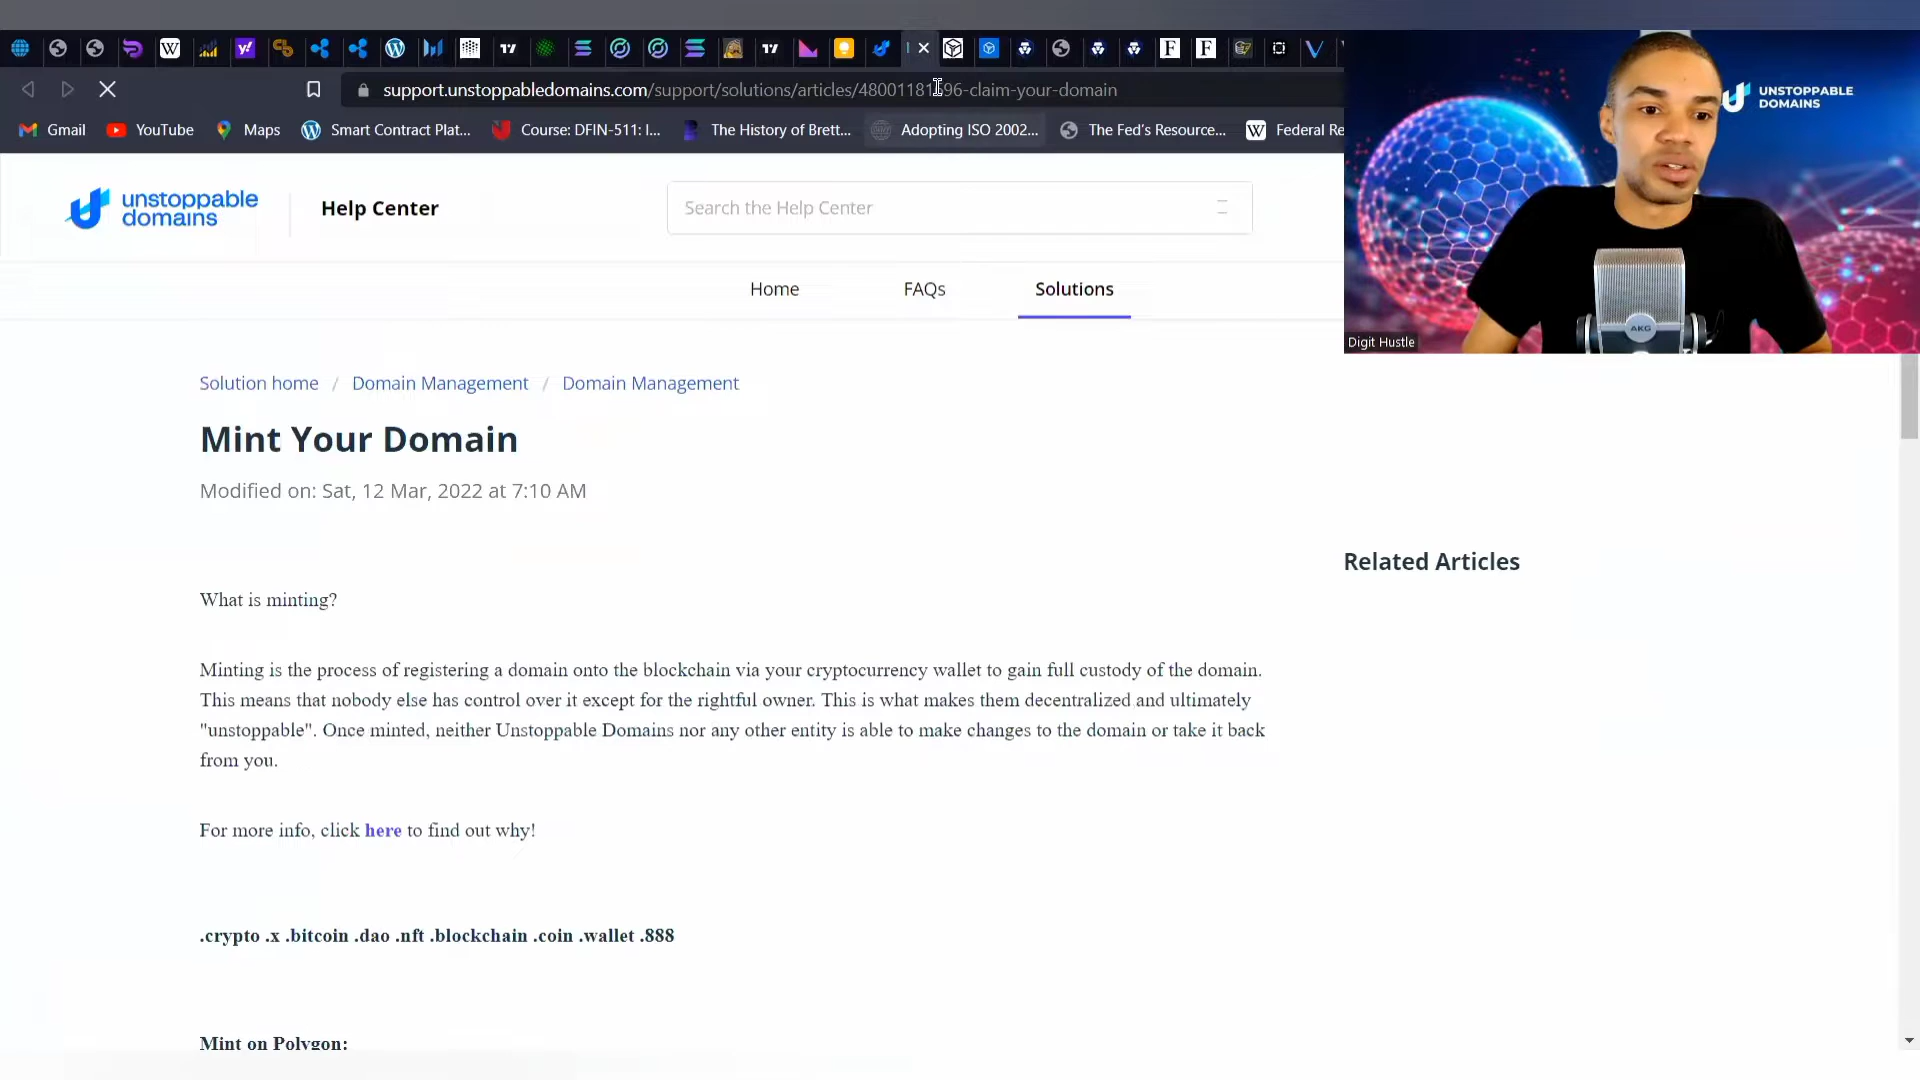 support.unstoppabledomains.com/support/solutions/articles/48001181696-claim-your-domain
Gmail
YouTube
Maps
Smart Contract Plat...
Course: DFIN-511: I...
The History of Brett...
Adopting ISO 2002...
The Fed's Resource...
Federal Re
UNSTOPPABLE
DOMAINS
AKG
Digit Hustle
unstoppable
domains
Help Center
Search the Help Center
Home
FAQs
Solutions
Solution home / Domain Management / Domain Management
Mint Your Domain
Modified on: Sat, 12 Mar, 2022 at 7:10 AM
Related Articles
What is minting?
Minting is the process of registering a domain onto the blockchain via your cryptocurrency wallet to gain full custody of the domain.
This means that nobody else has control over it except for the rightful owner. This is what makes them decentralized and ultimately
"unstoppable". Once minted, neither Unstoppable Domains nor any other entity is able to make changes to the domain or take it back
from you.
For more info, click here to find out why!
.crypto .x .bitcoin .dao .nft .blockchain .coin .wallet .888
Mint on Polygon: